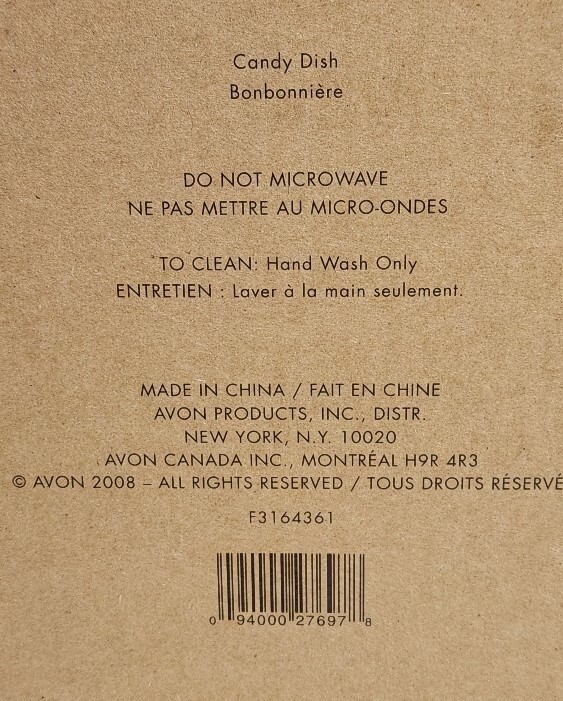 Candy Dish
Bonbonnière
DO NOT MICROWAVE
NE PAS METTRE AU MICRO-ONDES
TO CLEAN: Hand Wash Only
ENTRETIEN : Laver à la main seulement.
MADE IN CHINA / FAIT EN CHINE
AVON PRODUCTS, INC., DISTR.
NEW YORK, N.Y. 10020
AVON CANADA INC., MONTRÉAL H9R 4R3
© AVON 2008 – ALL RIGHTS RESERVED / TOUS DROITS RÉSERVÉ
F3164361
0 94000 27697 8